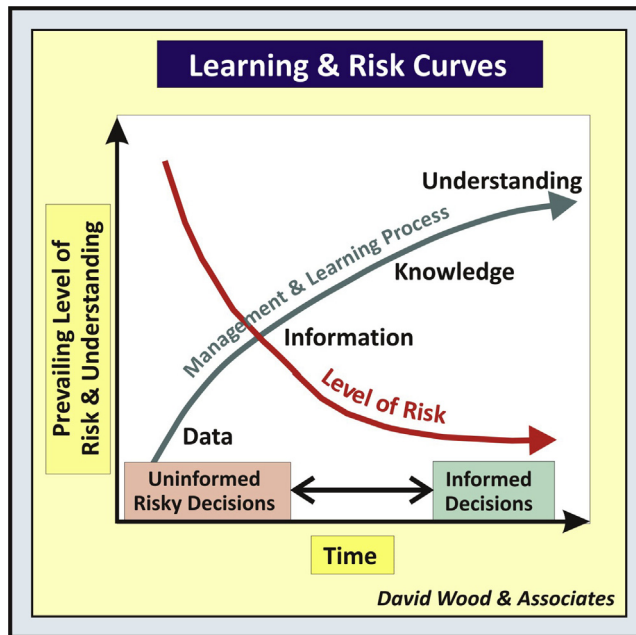 Learning & Risk Curves
Prevailing Level of
Risk & Understanding
Understanding
Management & Learning Process
Knowledge
Information
Level of Risk
Data
Uninformed
Risky Decisions
Informed
Decisions
Time
David Wood & Associates